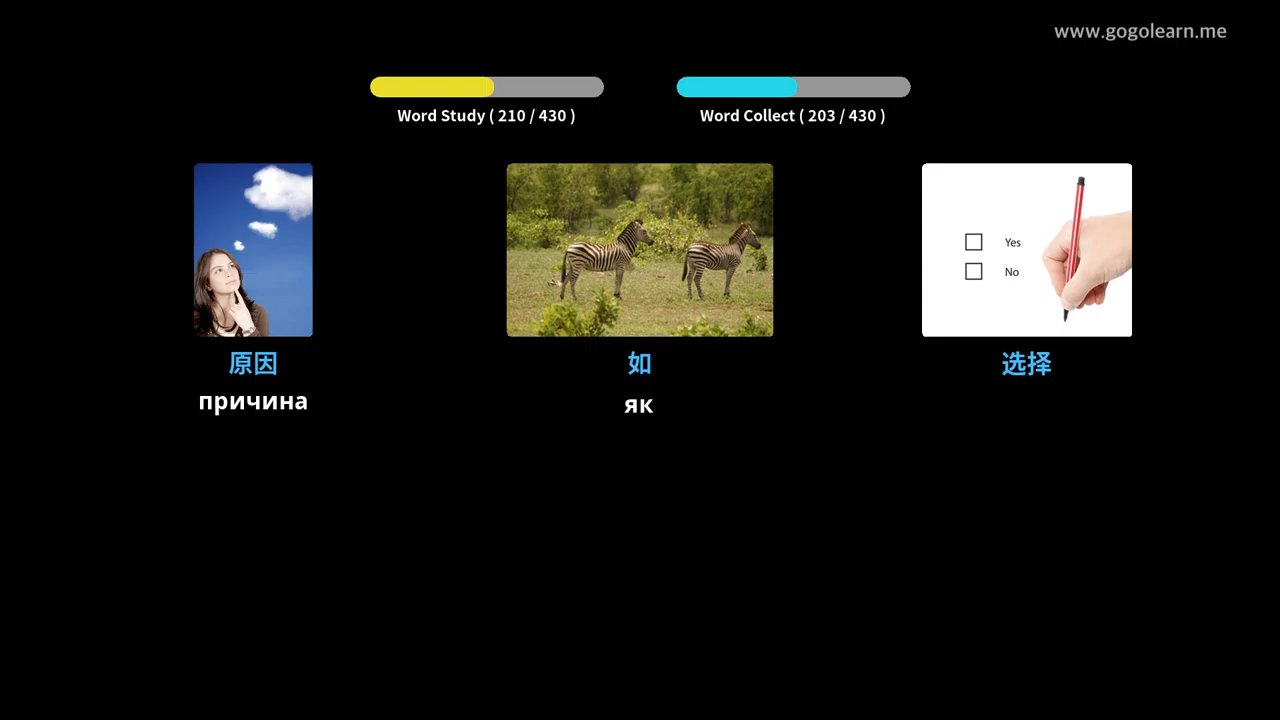 www.gogolearn.me
Word Study ( 210 / 430 )
Word Collect ( 203 / 430 )
Yes
No
原因
如
选择
причина
як